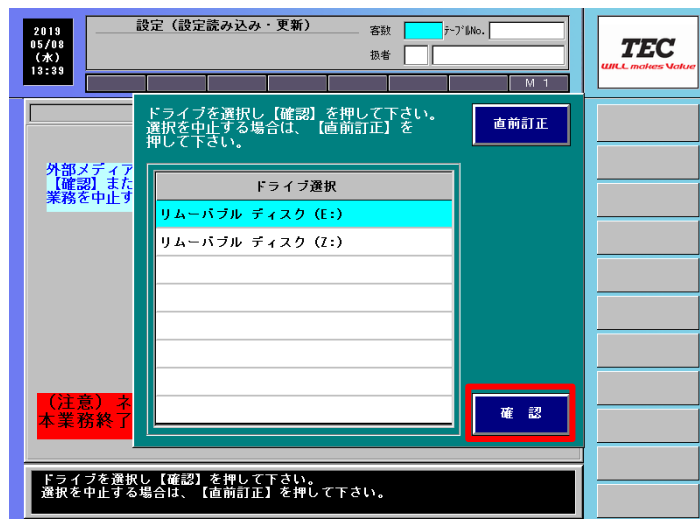 2019
05/08
(水)
13:39
設定（設定読み込み・更新）
客数
ﾃｰﾌﾞﾙNo.
扱者
M 1
TEC
WILL makes Value
ドライブを選択し【確認】を押して下さい。
選択を中止する場合は、【直前訂正】を
押して下さい。
直前訂正
外部メディア
【確認】また
業務を中止す
ドライブ選択
リムーバブル ディスク (E:)
リムーバブル ディスク (Z:)
（注意）ネ
本業務終了
確 認
ドライブを選択し【確認】を押して下さい。
選択を中止する場合は、【直前訂正】を押して下さい。